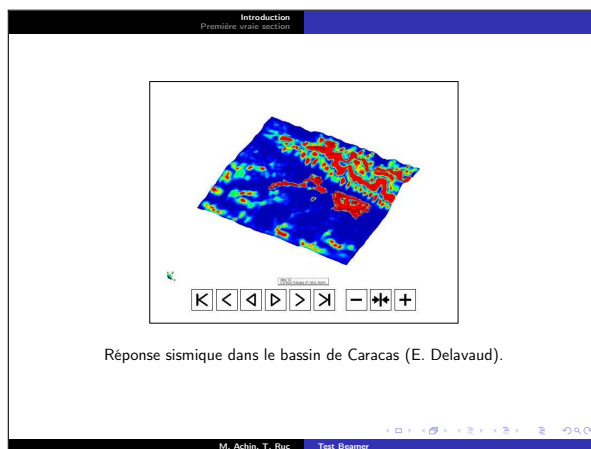 Introduction
Première vraie section
Réponse sismique dans le bassin de Caracas (E. Delavaud).
M. Achin, T. Ruc Test Beamer